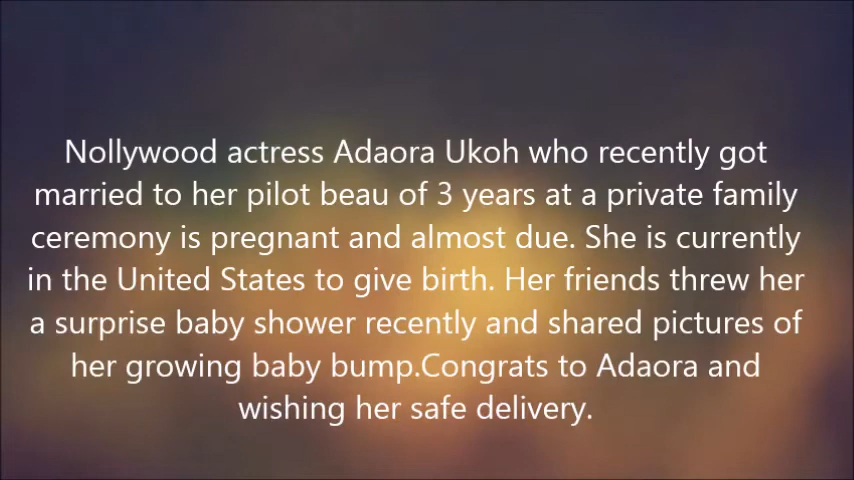 Nollywood actress Adaora Ukoh who recently got
married to her pilot beau of 3 years at a private family
ceremony is pregnant and almost due. She is currently
in the United States to give birth. Her friends threw her
a surprise baby shower recently and shared pictures of
her growing baby bump.Congrats to Adaora and
wishing her safe delivery.